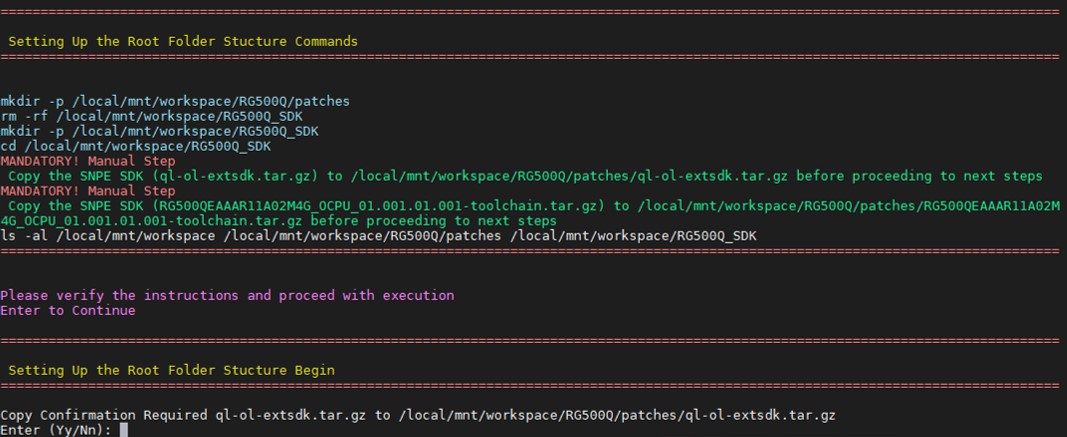 ================================================================================================================================
Setting Up the Root Folder Stucture Commands
================================================================================================================================
mkdir -p /local/mnt/workspace/RG500Q/patches
rm -rf /local/mnt/workspace/RG500Q_SDK
mkdir -p /local/mnt/workspace/RG500Q_SDK
cd /local/mnt/workspace/RG500Q_SDK
MANDATORY! Manual Step
Copy the SNPE SDK (ql-ol-extsdk.tar.gz) to /local/mnt/workspace/RG500Q/patches/ql-ol-extsdk.tar.gz before proceeding to next steps
MANDATORY! Manual Step
Copy the SNPE SDK (RG500QEAAAR11A02M4G_OCPU_01.001.01.001-toolchain.tar.gz) to /local/mnt/workspace/RG500Q/patches/RG500QEAAAR11A02M
4G_OCPU_01.001.01.001-toolchain.tar.gz before proceeding to next steps
ls -al /local/mnt/workspace /local/mnt/workspace/RG500Q/patches /local/mnt/workspace/RG500Q_SDK
================================================================================================================================
Please verify the instructions and proceed with execution
Enter to Continue
================================================================================================================================
Setting Up the Root Folder Stucture Begin
================================================================================================================================
Copy Confirmation Required ql-ol-extsdk.tar.gz to /local/mnt/workspace/RG500Q/patches/ql-ol-extsdk.tar.gz
Enter (Yy/Nn):